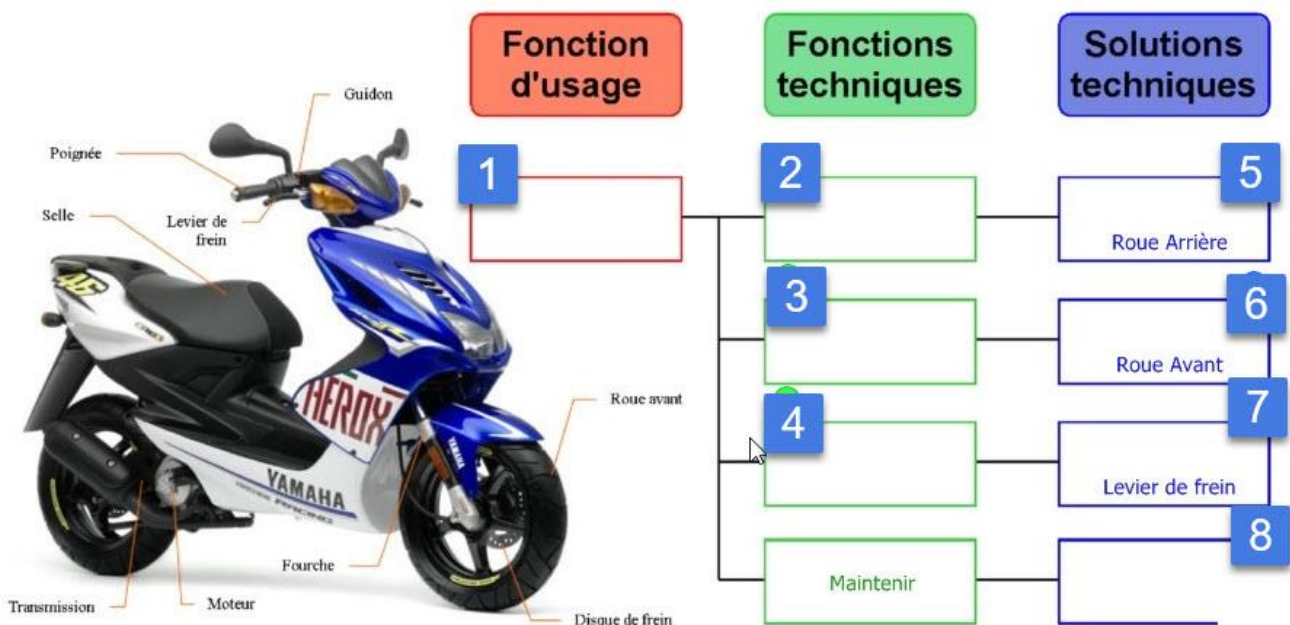 Fonction
d'usage
Fonctions
techniques
Solutions
techniques
Guidon
Poignée
Selle
Levier de
frein
1
2
5
Roue Arrière
3
6
Roue Avant
4
7
Levier de frein
8
Maintenir
46
AEROX
YAMAHA
RACING
YAMAHA
Roue avant
Fourche
Transmission
Moteur
Disque de frein